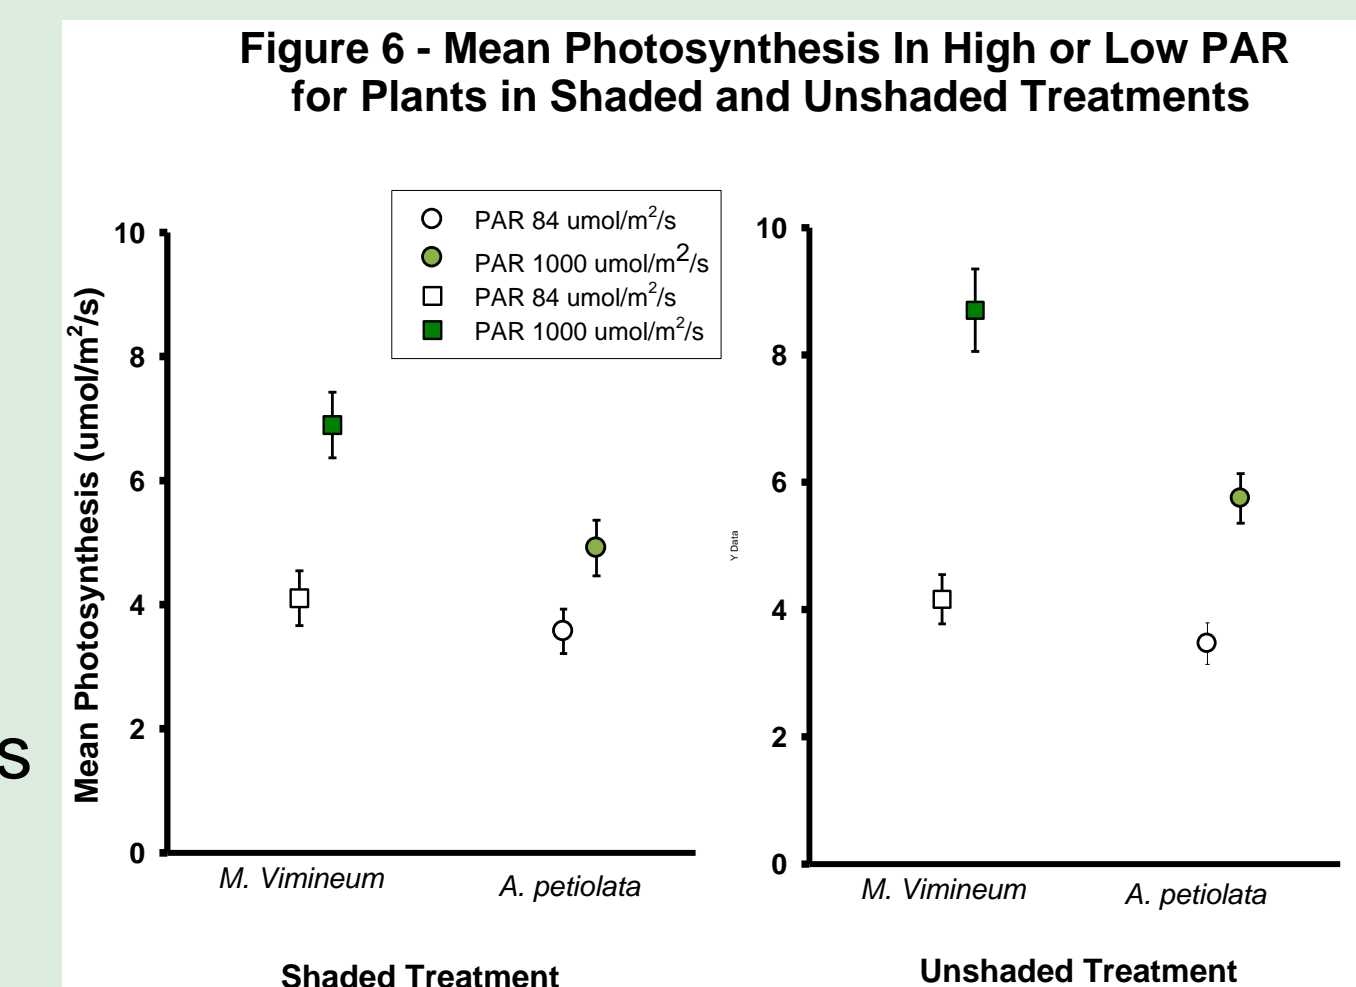 Figure 6 - Mean Photosynthesis In High or Low PAR
for Plants in Shaded and Unshaded Treatments
PAR 84 umol/m²/s
PAR 1000 umol/m²/s
PAR 84 umol/m²/s
PAR 1000 umol/m²/s
Mean Photosynthesis (umol/m²/s)
10
8
6
4
2
0
M. Vimineum
A. petiolata
Shaded Treatment
Y Data
10
8
6
4
2
0
M. Vimineum
A. petiolata
Unshaded Treatment
s